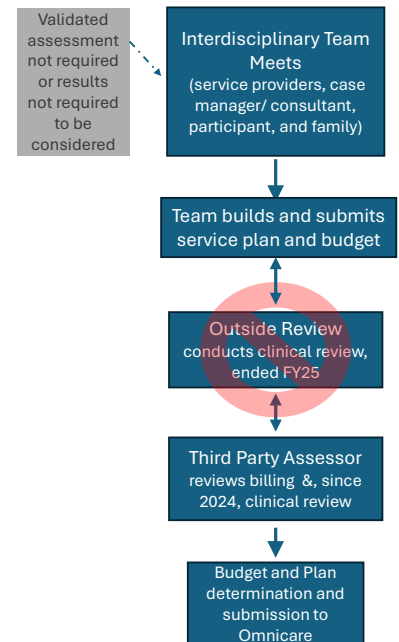 Validated
assessment
not required
or results
not required
to be
considered
Interdisciplinary Team
Meets
(service providers, case
manager/ consultant,
participant, and family)
Team builds and submits
service plan and budget
Outside Review
conducts clinical review,
ended FY25
Third Party Assessor
reviews billing &, since
2024, clinical review
Budget and Plan
determination and
submission to
Omnicare